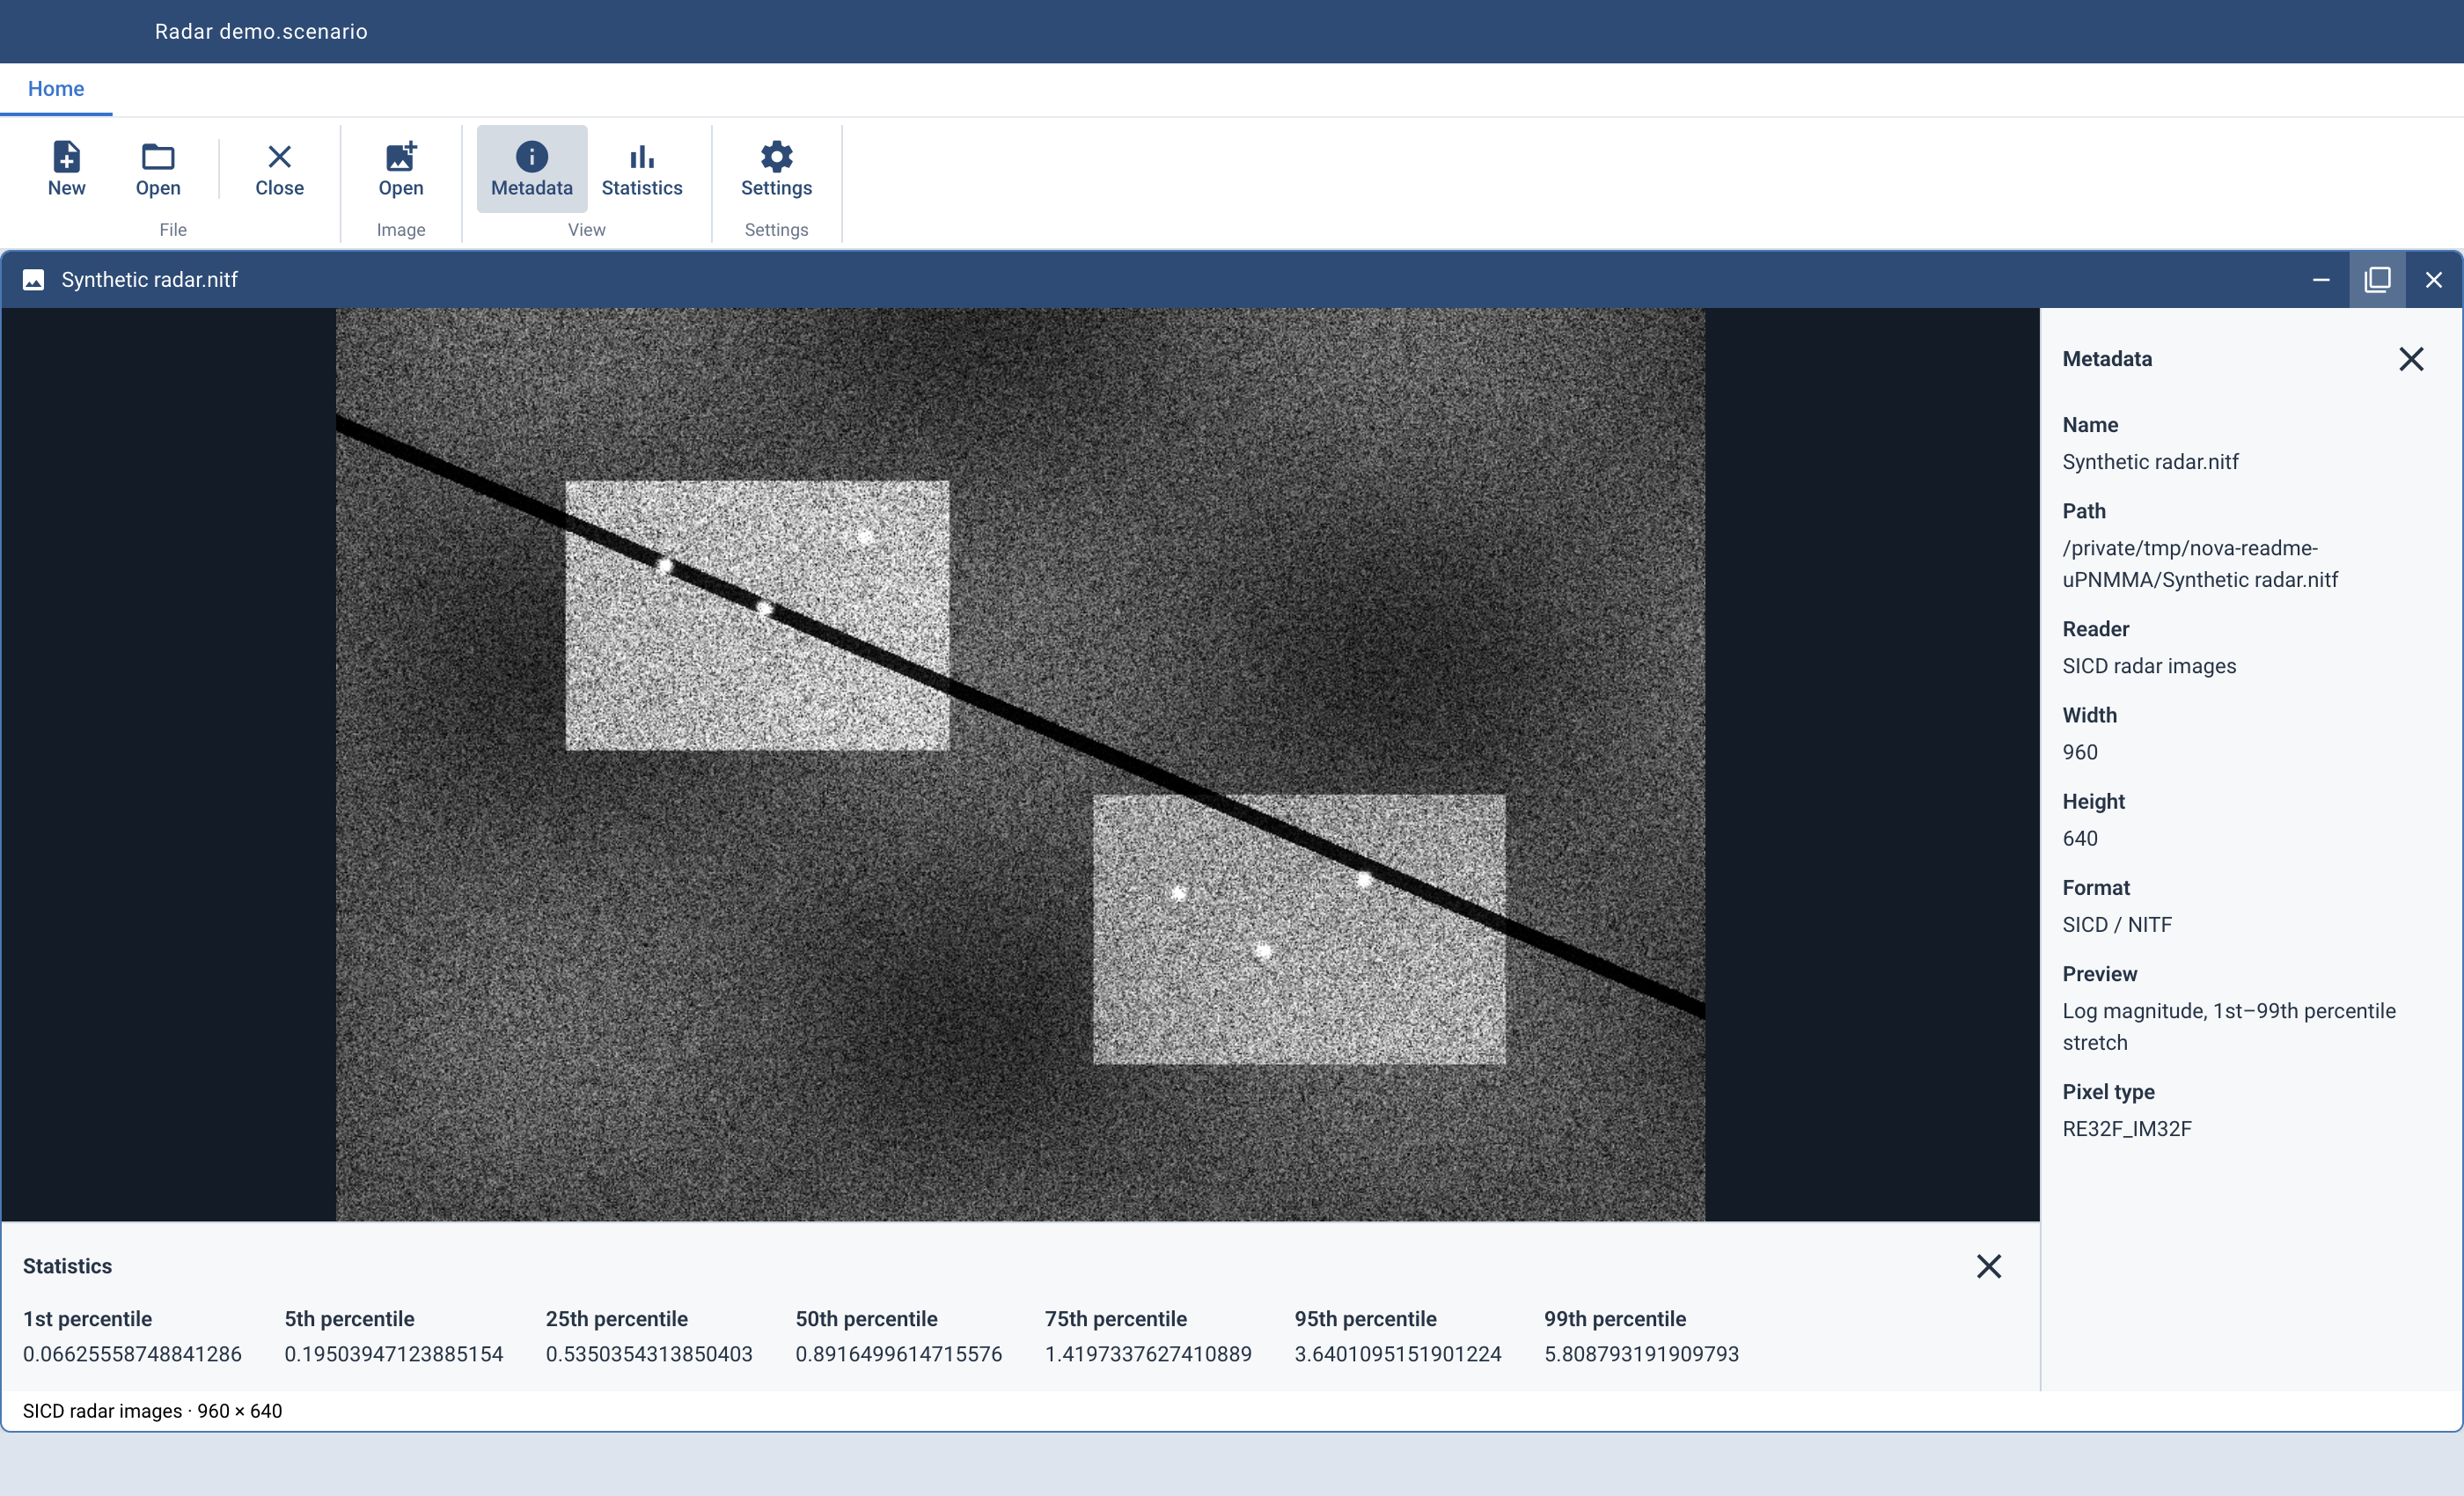 Radar demo.scenario
Home
New Open Close Open Metadata Statistics Settings
File Image View Settings
Synthetic radar.nitf
Metadata
Name
Synthetic radar.nitf
Path
/private/tmp/nova-readme-
uPNMMA/Synthetic radar.nitf
Reader
SICD radar images
Width
960
Height
640
Format
SICD / NITF
Preview
Log magnitude, 1st–99th percentile
stretch
Pixel type
RE32F_IM32F
Statistics
1st percentile 5th percentile 25th percentile 50th percentile 75th percentile 95th percentile 99th percentile
0.06625558748841286 0.19503947123885154 0.5350354313850403 0.8916499614715576 1.4197337627410889 3.6401095151901224 5.808793191909793
SICD radar images · 960 × 640